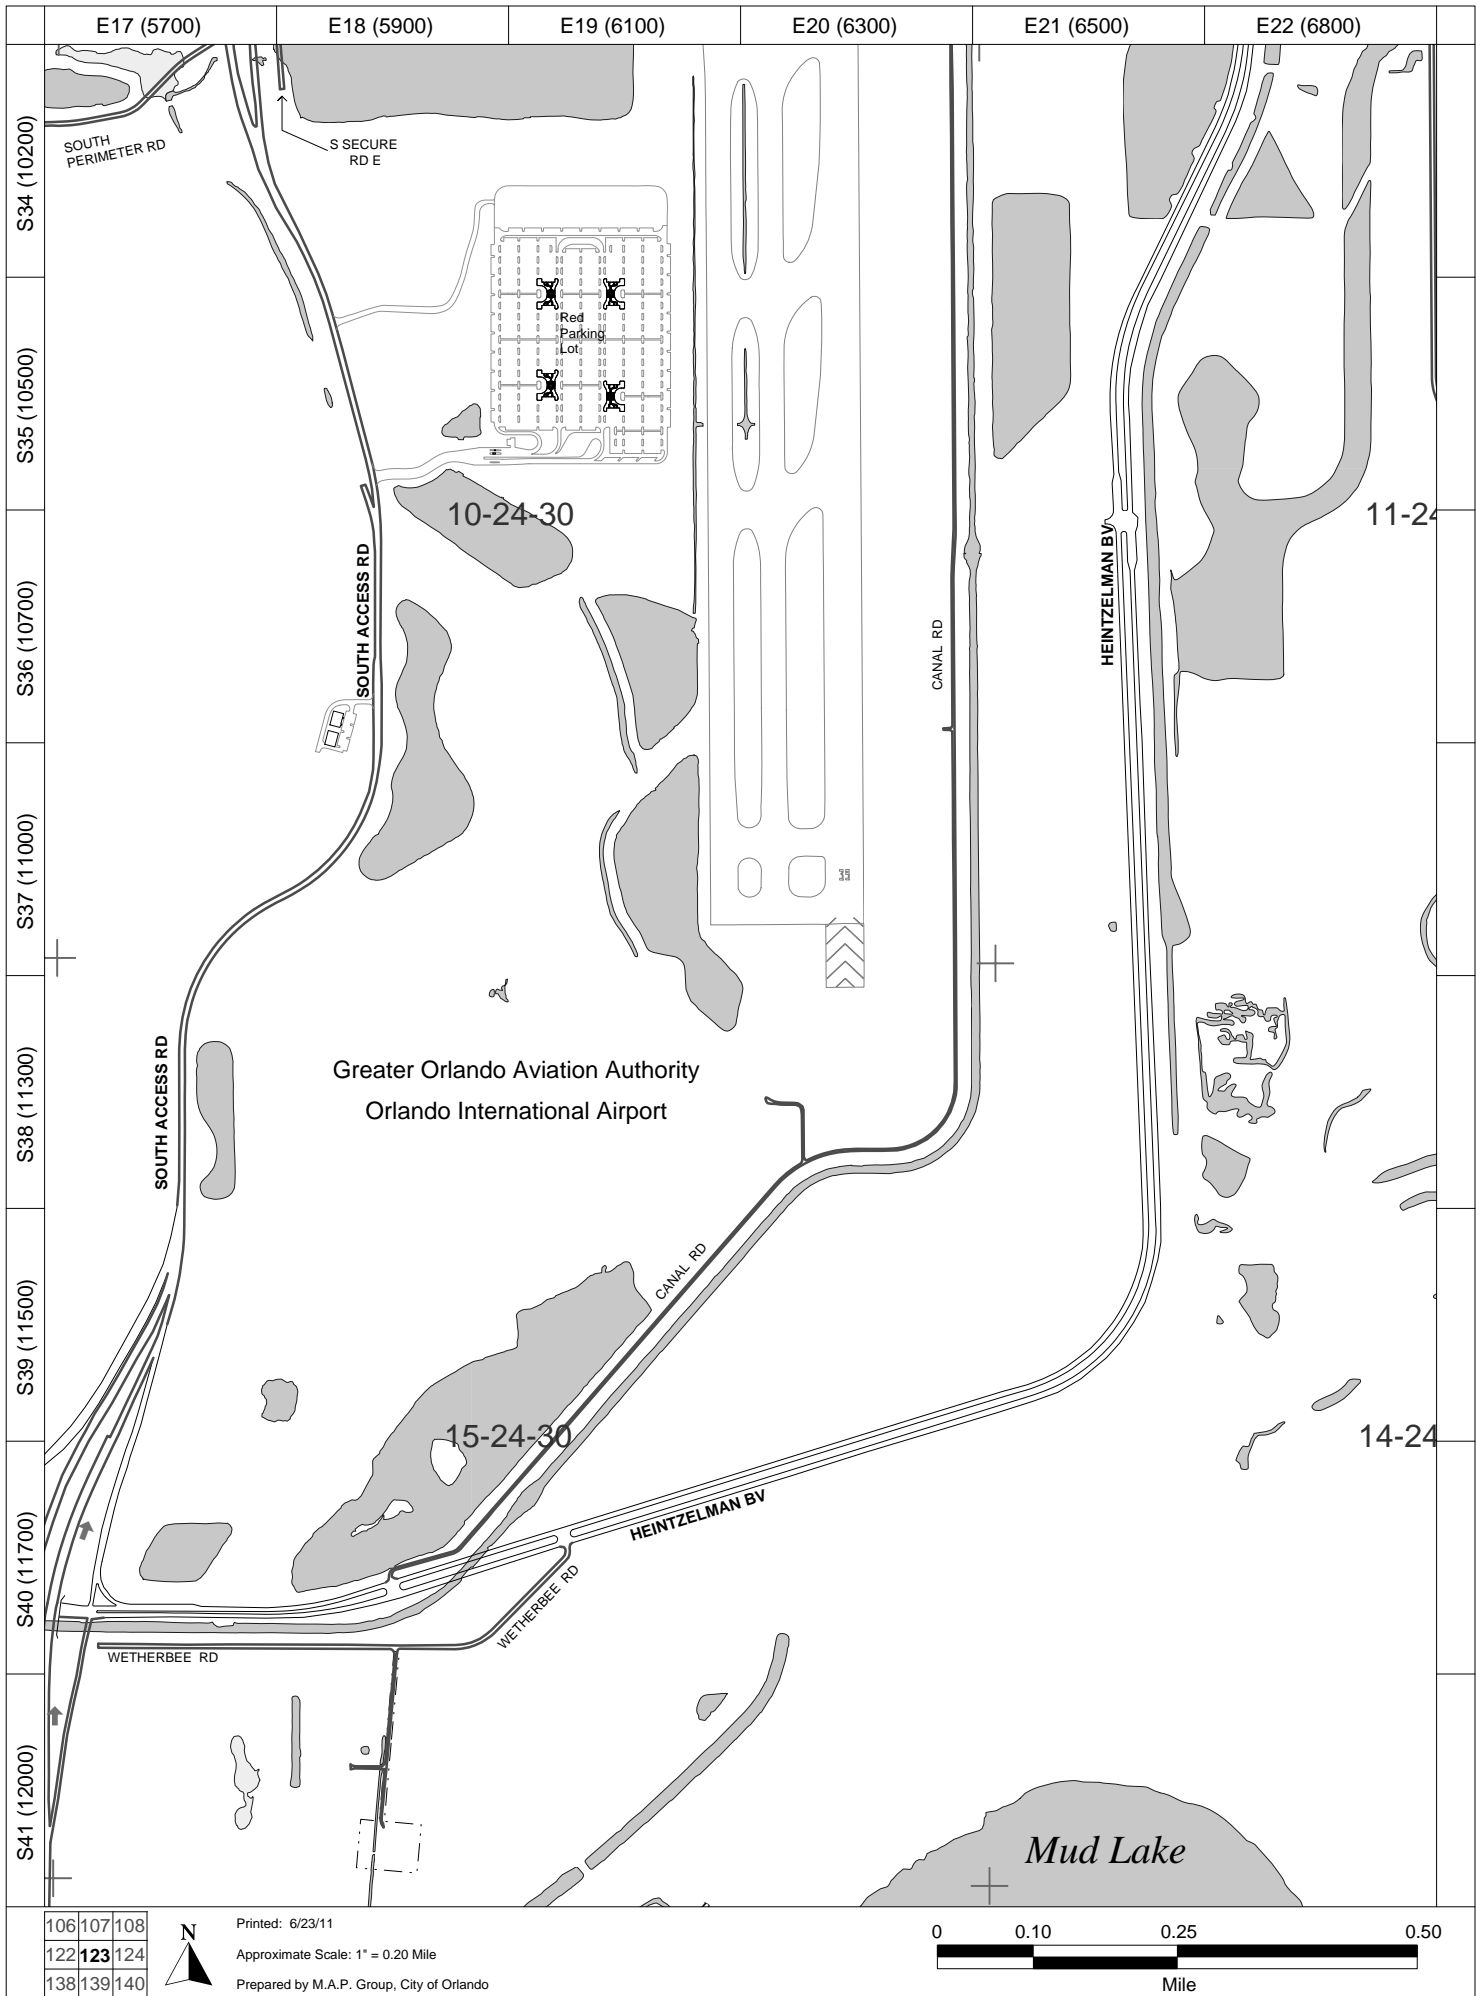 E17 (5700)
E18 (5900)
E19 (6100)
E20 (6300)
E21 (6500)
E22 (6800)
S34 (10200)
S35 (10500)
S36 (10700)
S37 (11000)
S38 (11300)
S39 (11500)
S40 (11700)
S41 (12000)
SOUTH
PERIMETER RD
S SECURE
RD E
Red
Parking
Lot
10-24-30
11-24
SOUTH ACCESS RD
HEINTZELMAN BV
CANAL RD
Greater Orlando Aviation Authority
Orlando International Airport
SOUTH ACCESS RD
CANAL RD
15-24-30
14-24
HEINTZELMAN BV
WETHERBEE RD
WETHERBEE RD
Mud Lake
106 107 108
122 123 124
138 139 140
N
Printed: 6/23/11
Approximate Scale: 1" = 0.20 Mile
Prepared by M.A.P. Group, City of Orlando
0 0.10 0.25 0.50
Mile